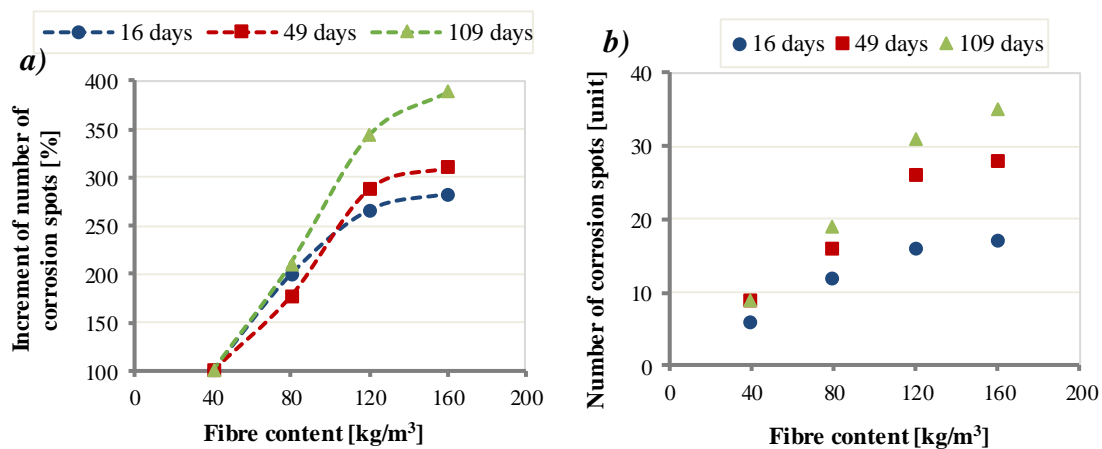 16 days 49 days 109 days
a)
Increment of number of
corrosion spots [%]
400
350
300
250
200
150
100
0 40 80 120 160 200
Fibre content [kg/m³]
b)
16 days 49 days 109 days
Number of corrosion spots [unit]
40
30
20
10
0
0 40 80 120 160 200
Fibre content [kg/m³]